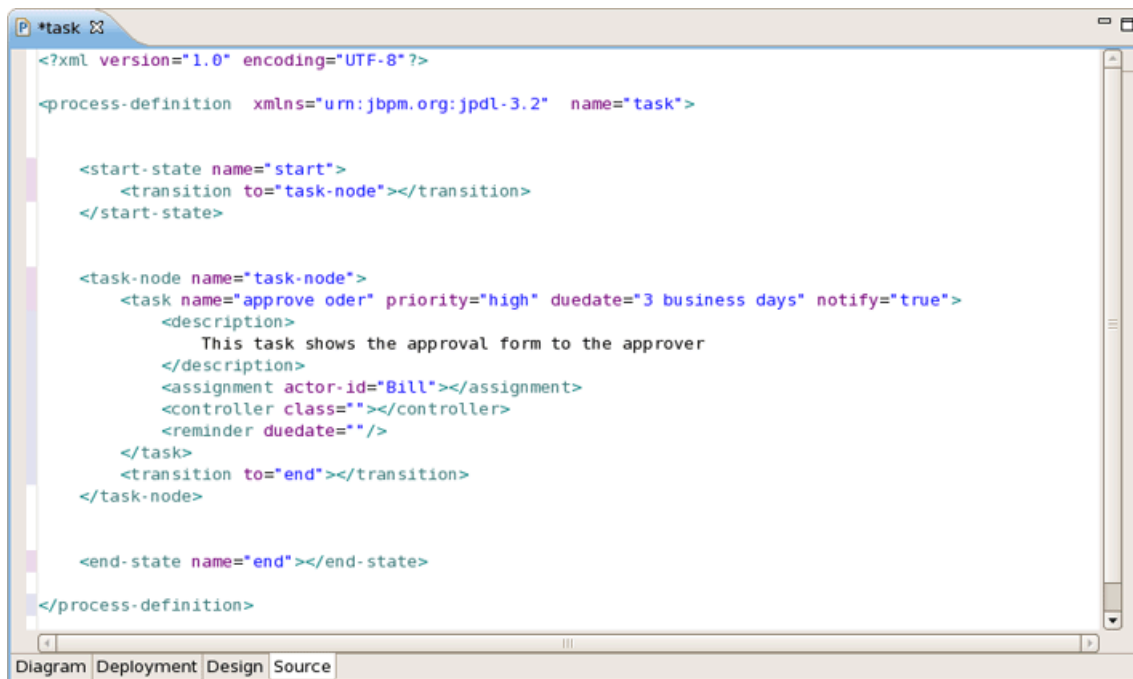 *task
<?xml version="1.0" encoding="UTF-8"?>
<process-definition  xmlns="urn:jbpm.org:jpdl-3.2"  name="task">
    <start-state name="start">
        <transition to="task-node"></transition>
    </start-state>
    <task-node name="task-node">
        <task name="approve oder" priority="high" duedate="3 business days" notify="true">
            <description>
                This task shows the approval form to the approver
            </description>
            <assignment actor-id="Bill"></assignment>
            <controller class=""></controller>
            <reminder duedate=""/>
        </task>
        <transition to="end"></transition>
    </task-node>
    <end-state name="end"></end-state>
</process-definition>
Diagram Deployment Design Source